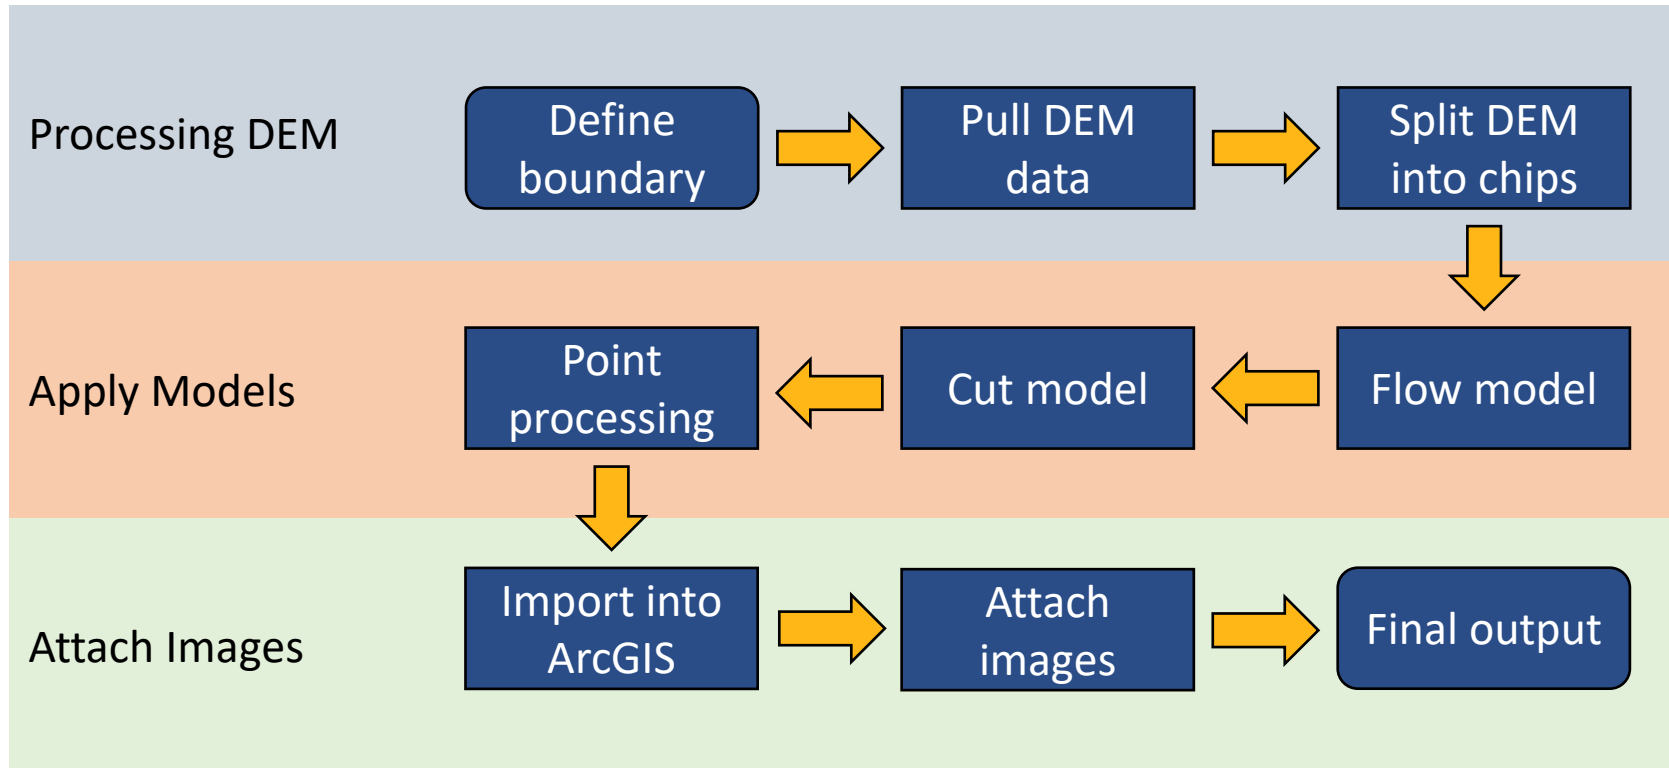 Processing DEM
Define
boundary
Pull DEM
data
Split DEM
into chips
Apply Models
Point
processing
Cut model
Flow model
Attach Images
Import into
ArcGIS
Attach
images
Final output